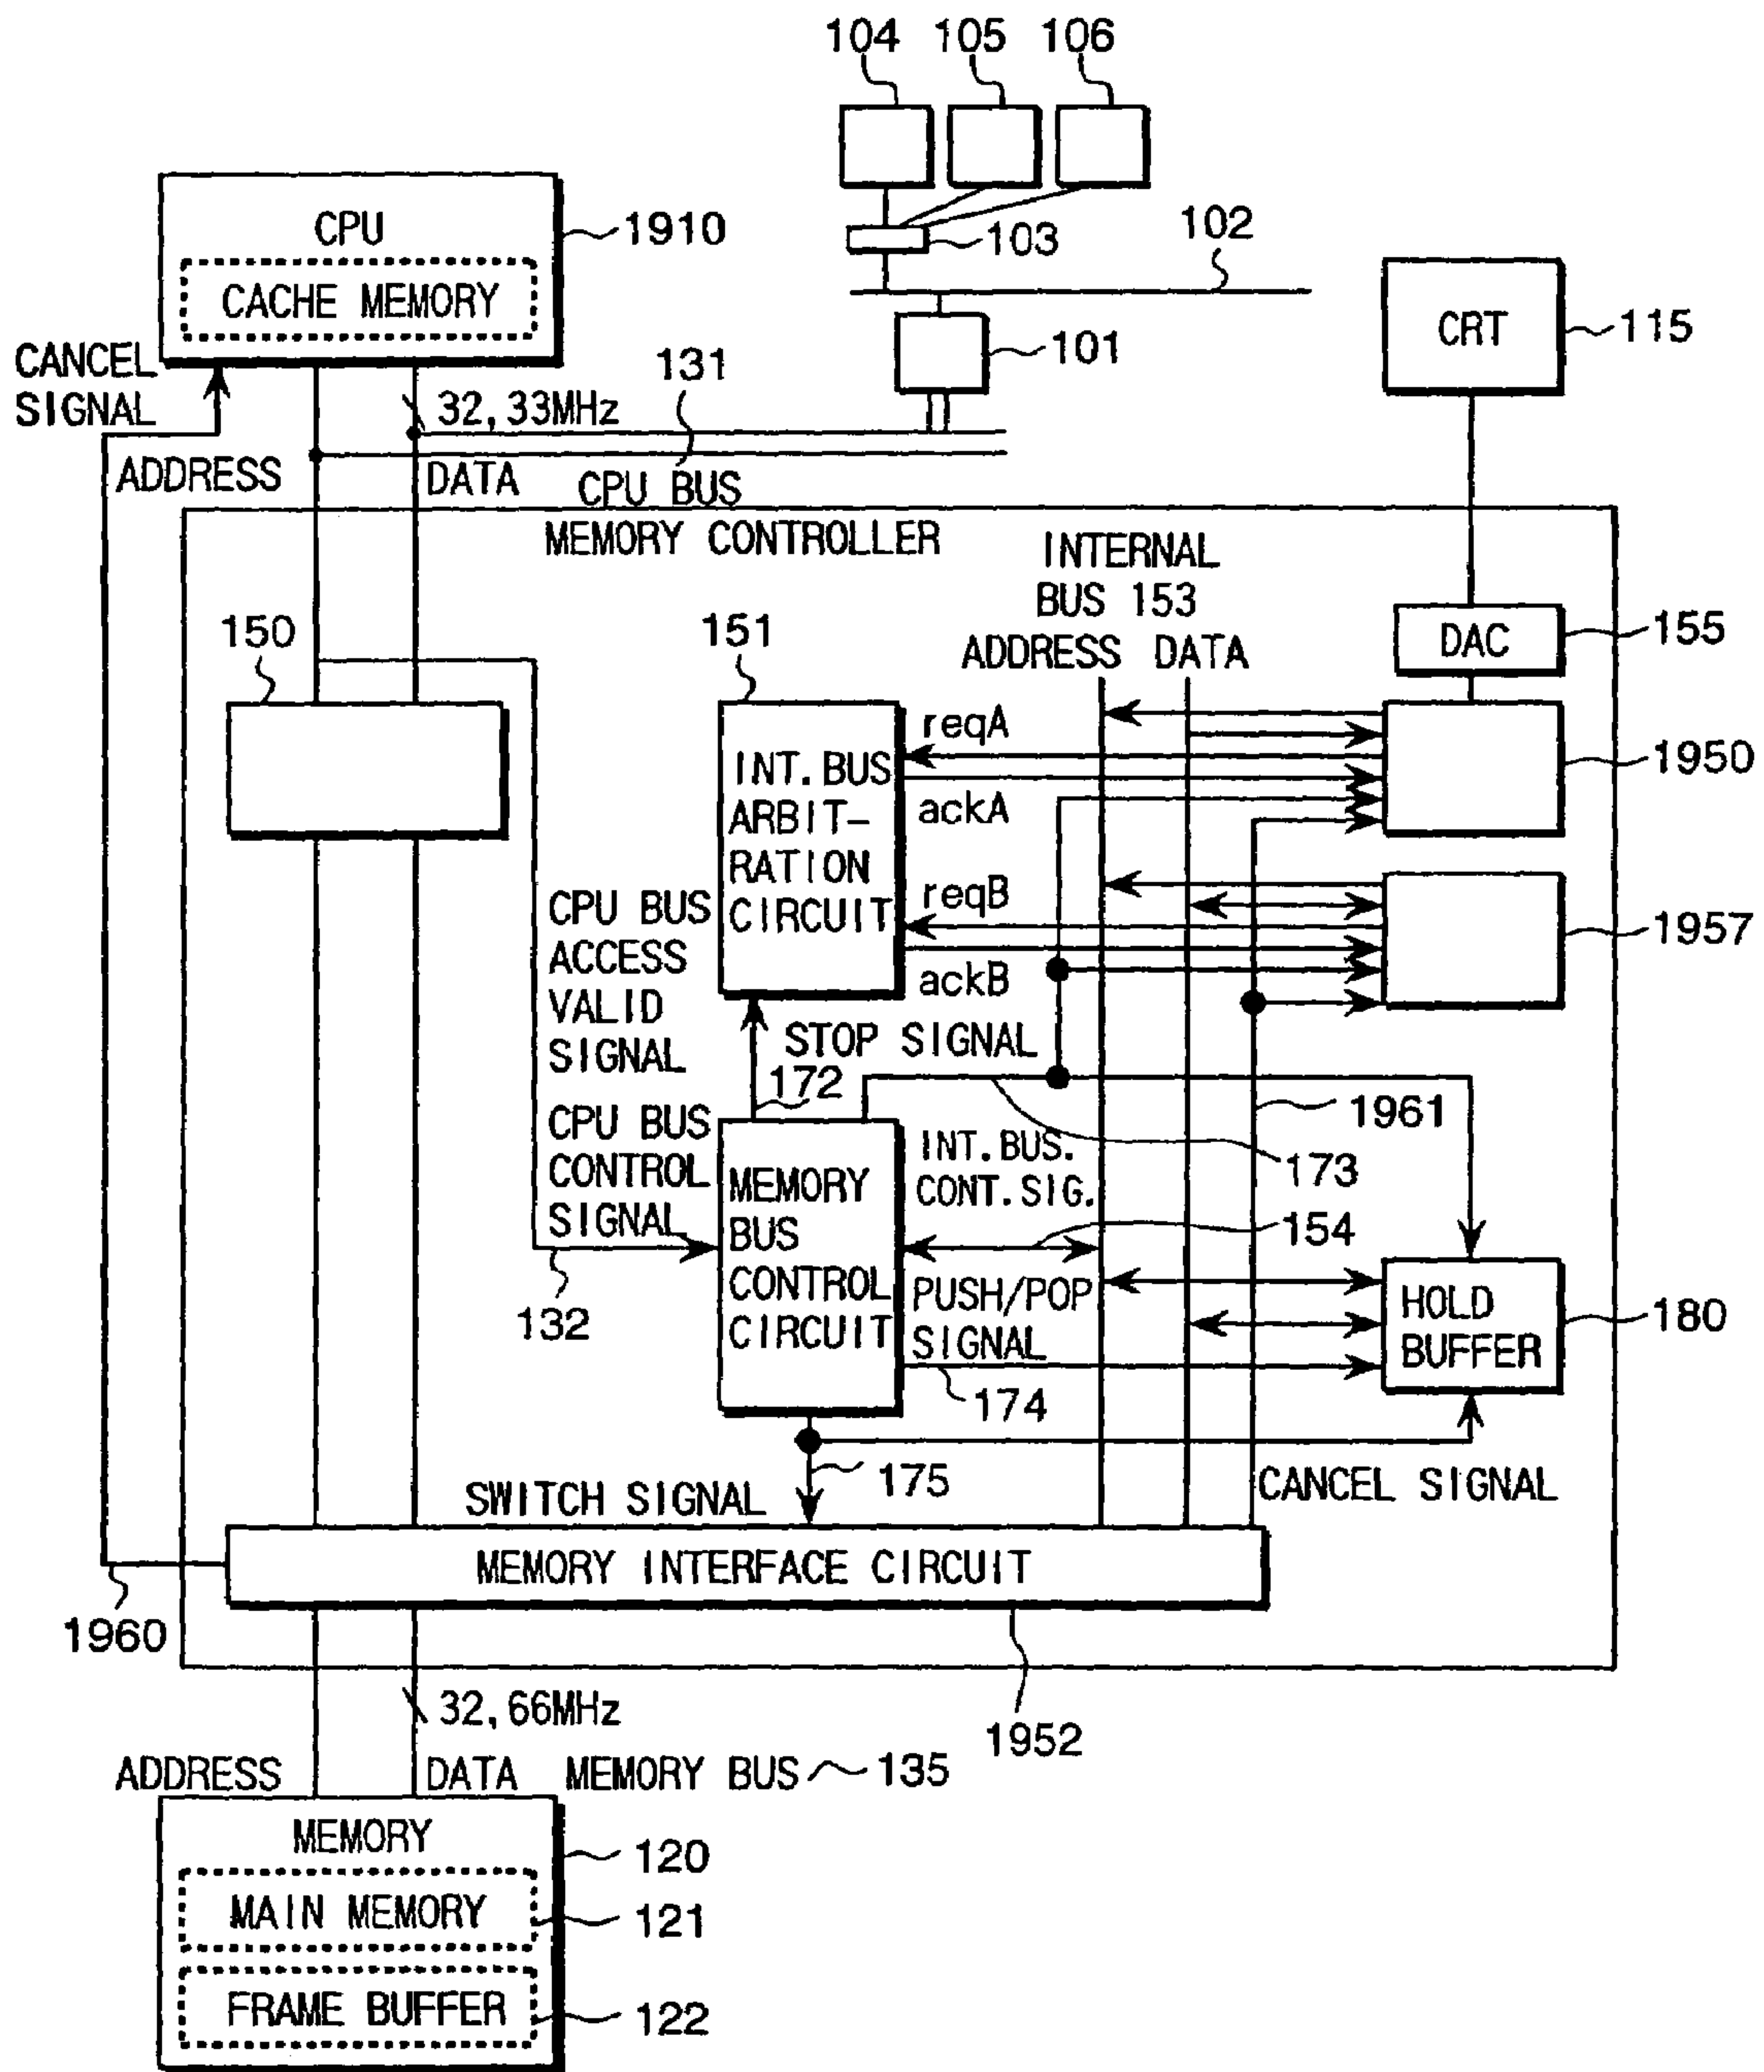 104 105 106
CPU
1910
CACHE MEMORY
103
102
CRT
115
101
CANCEL
SIGNAL
131
32, 33MHz
ADDRESS
DATA
CPU BUS
MEMORY CONTROLLER
INTERNAL
BUS 153
ADDRESS DATA
150
151
DAC
155
INT. BUS
ARBIT-
RATION
CIRCUIT
reqA
ackA
1950
reqB
ackB
1957
CPU BUS
ACCESS
VALID
SIGNAL
STOP SIGNAL
172
1961
CPU BUS
CONTROL
SIGNAL
132
MEMORY
BUS
CONTROL
CIRCUIT
INT. BUS.
CONT. SIG.
173
154
PUSH/POP
SIGNAL
174
HOLD
BUFFER
180
175
SWITCH SIGNAL
CANCEL SIGNAL
MEMORY INTERFACE CIRCUIT
1960
1952
32, 66MHz
ADDRESS
DATA
MEMORY BUS
135
MEMORY
120
MAIN MEMORY
121
FRAME BUFFER
122